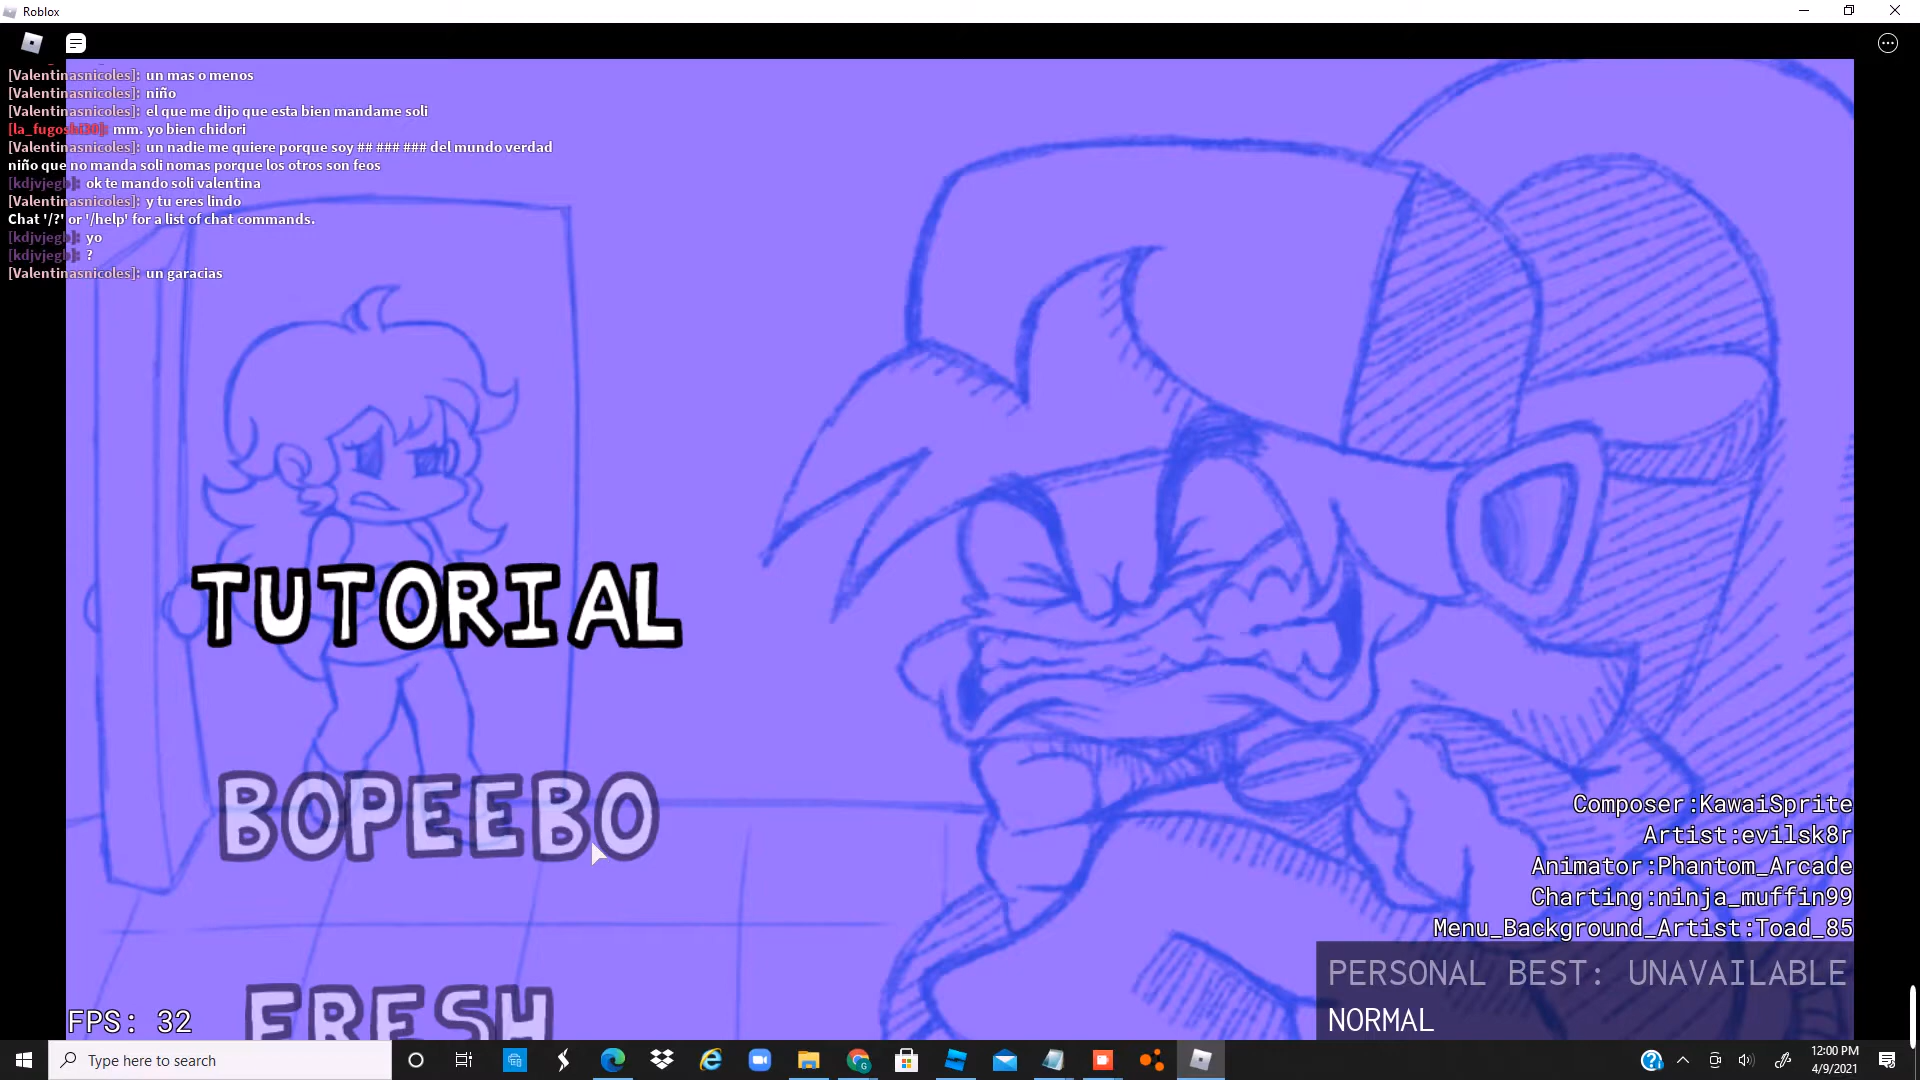 Roblox
[Valentinasnicoles]: un mas o menos
[Valentinasnicoles]: niño
[Valentinasnicoles]: el que me dijo que esta bien mandame soli
[la_fugoshi30]: mm. yo bien chidori
[Valentinasnicoles]: un nadie me quiere porque soy ## ### ### del mundo verdad
niño que no manda soli nomas porque los otros son feos
[kdjvjegb]: ok te mando soli valentina
[Valentinasnicoles]: y tu eres lindo
Chat '/?' or '/help' for a list of chat commands.
[kdjvjegb]: yo
[kdjvjegb]: ?
[Valentinasnicoles]: un garacias
TUTORIAL
BOPEEBO
FRESH
Composer:KawaiSprite
Artist:evilsk8r
Animator:Phantom_Arcade
Charting:ninja_muffin99
Menu_Background_Artist:Toad_85
PERSONAL BEST: UNAVAILABLE
NORMAL
FPS: 32
Type here to search
12:00 PM
4/9/2021